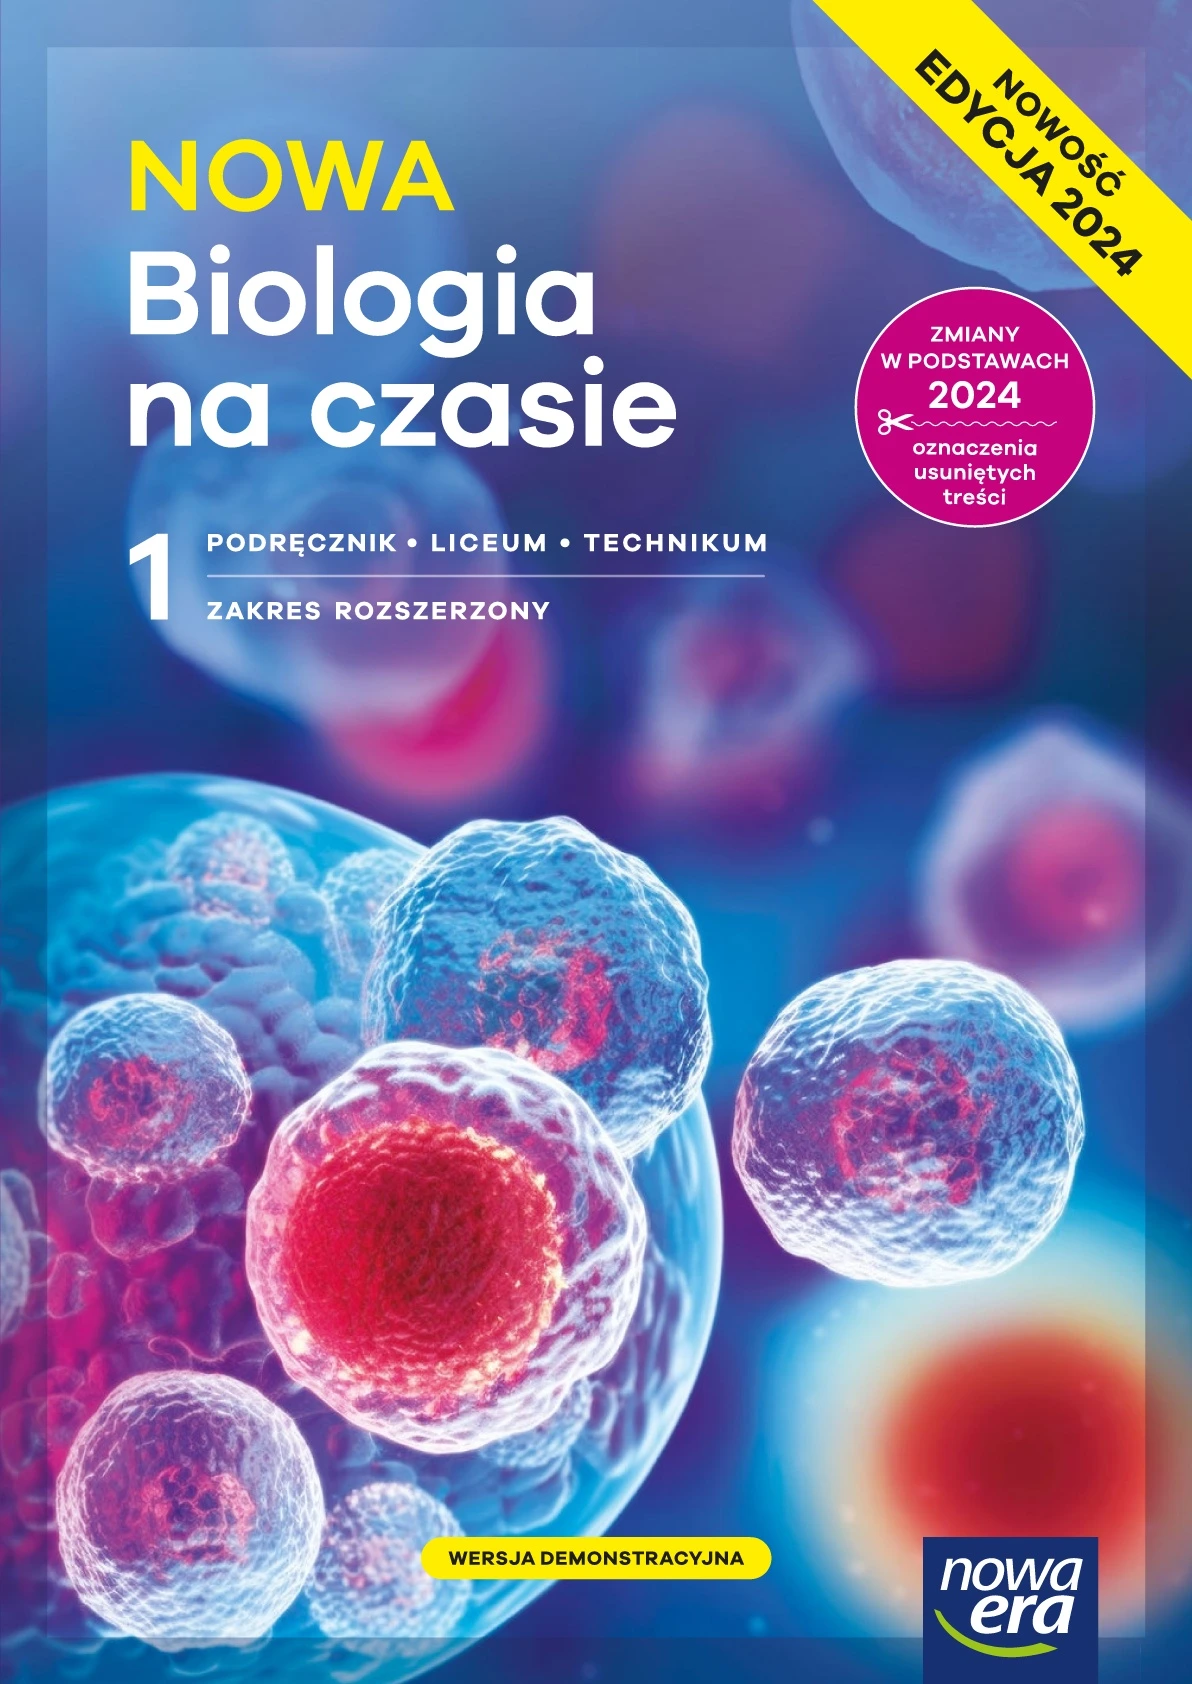 NOWOŚĆ
EDYCJA 2024
NOWA
Biologia
na czasie
ZMIANY
W PODSTAWACH
2024
oznaczenia
usuniętych
treści
1
PODRĘCZNIK • LICEUM • TECHNIKUM
ZAKRES ROZSZERZONY
WERSJA DEMONSTRACYJNA
nowa
era